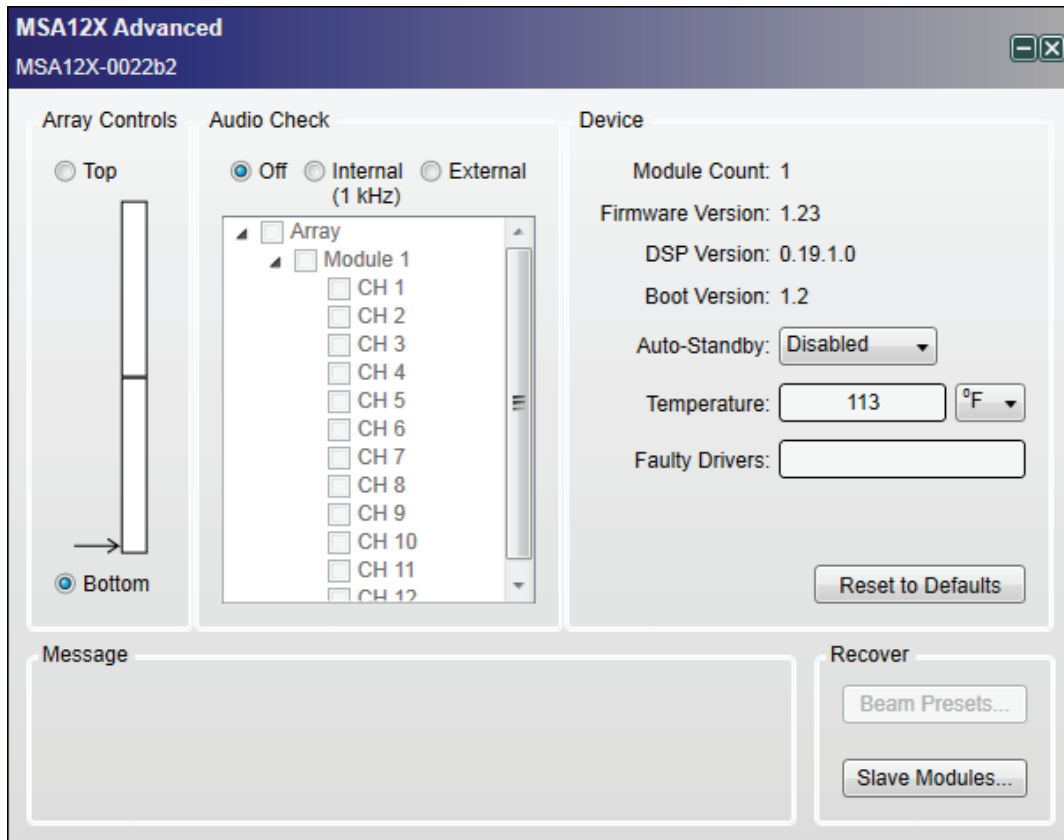 MSA12X Advanced
MSA12X-0022b2
Array Controls
Top
Bottom
Audio Check
Off Internal External
(1 kHz)
Array
Module 1
CH 1
CH 2
CH 3
CH 4
CH 5
CH 6
CH 7
CH 8
CH 9
CH 10
CH 11
CH 12
Device
Module Count: 1
Firmware Version: 1.23
DSP Version: 0.19.1.0
Boot Version: 1.2
Auto-Standby: Disabled
Temperature: 113 ⁰F
Faulty Drivers:
Reset to Defaults
Message
Recover
Beam Presets...
Slave Modules...